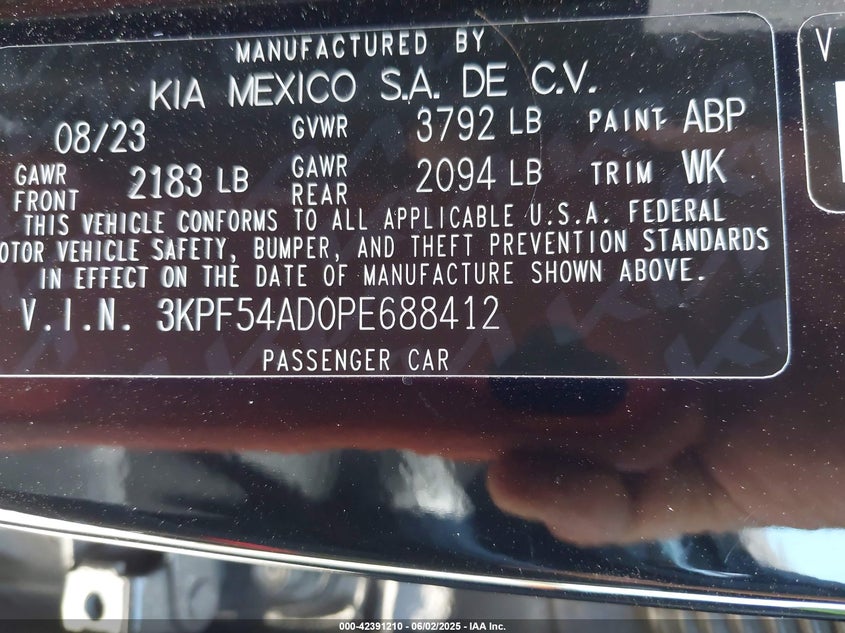 MANUFACTURED BY
KIA MEXICO S.A. DE C.V.
08/23 GVWR 3792 LB PAINT ABP
GAWR FRONT 2183 LB GAWR REAR 2094 LB TRIM WK
THIS VEHICLE CONFORMS TO ALL APPLICABLE U.S.A. FEDERAL
OTOR VEHICLE SAFETY, BUMPER, AND THEFT PREVENTION STANDARDS
IN EFFECT ON THE DATE OF MANUFACTURE SHOWN ABOVE.
V.I.N. 3KPF54AD0PE688412
PASSENGER CAR
V
000-42391210 - 06/02/2025 - IAA Inc.